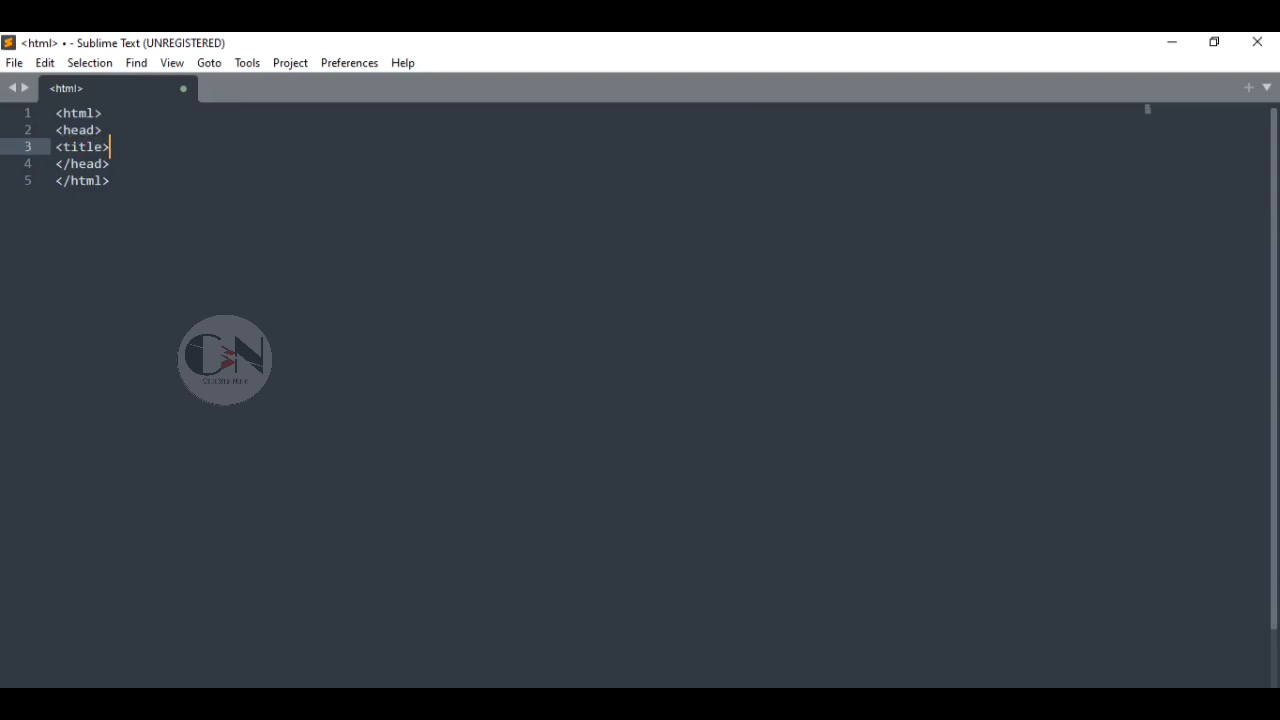 <html> • - Sublime Text (UNREGISTERED)
File Edit Selection Find View Goto Tools Project Preferences Help
<html>
1 <html>
2 <head>
3 <title>
4 </head>
5 </html>